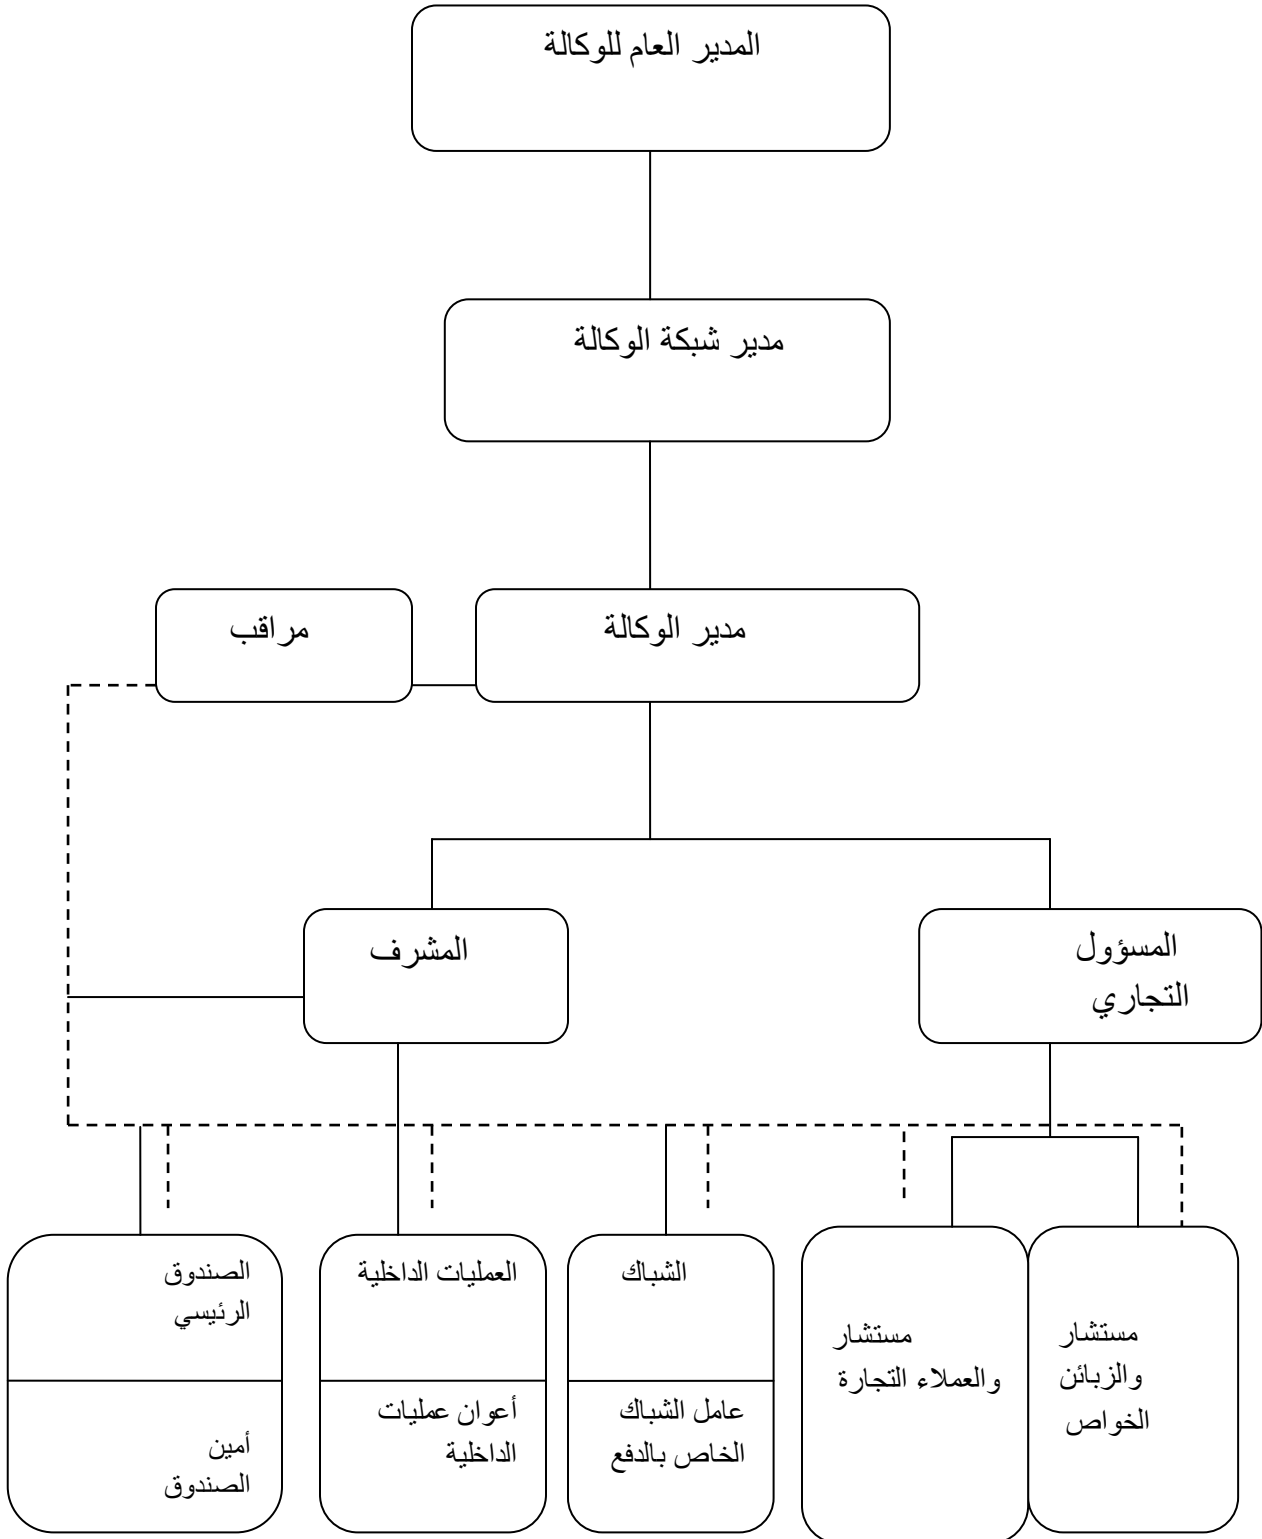 المدير العام للوكالة
مدير شبكة الوكالة
مدير الوكالة
مراقب
المسؤول
التجاري
المشرف
مستشار
والزبائن
الخواص
مستشار
والعملاء التجارة
الشباك
عامل الشباك
الخاص بالدفع
العمليات الداخلية
أعوان عمليات
الداخلية
الصندوق
الرئيسي
أمين
الصندوق